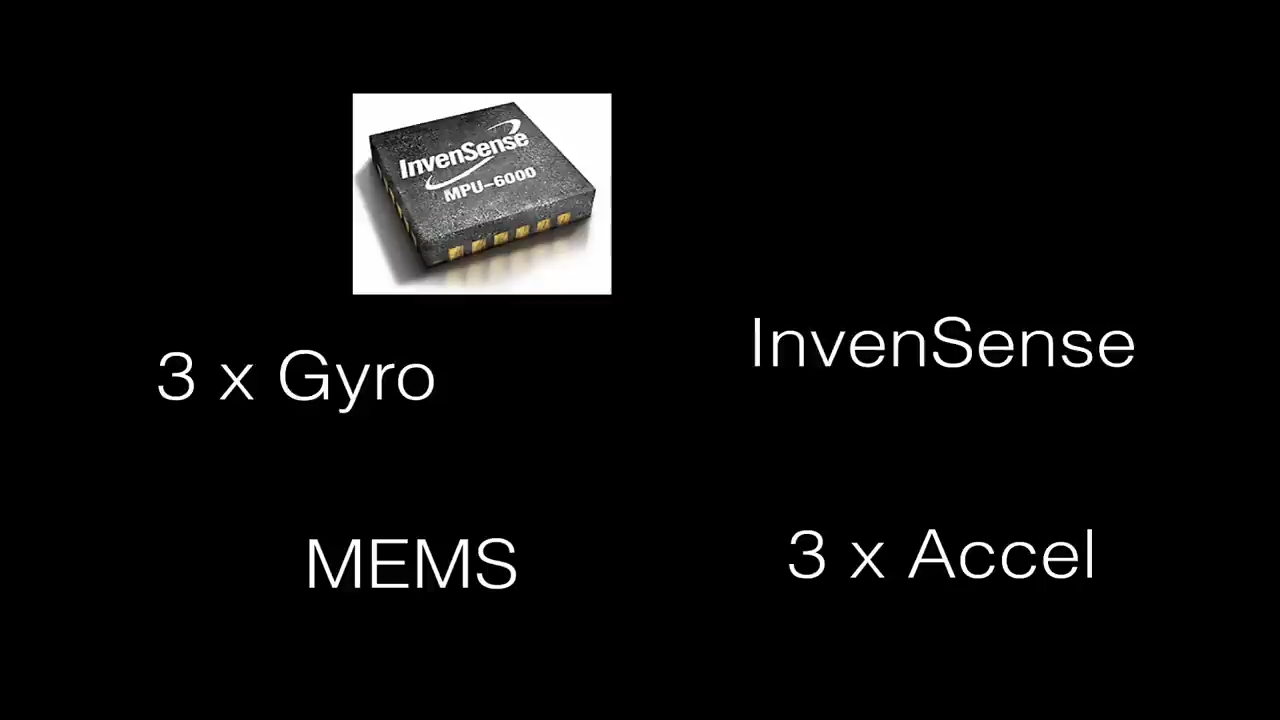 InvenSense
MPU-6000
InvenSense
3 x Gyro
3 x Accel
MEMS